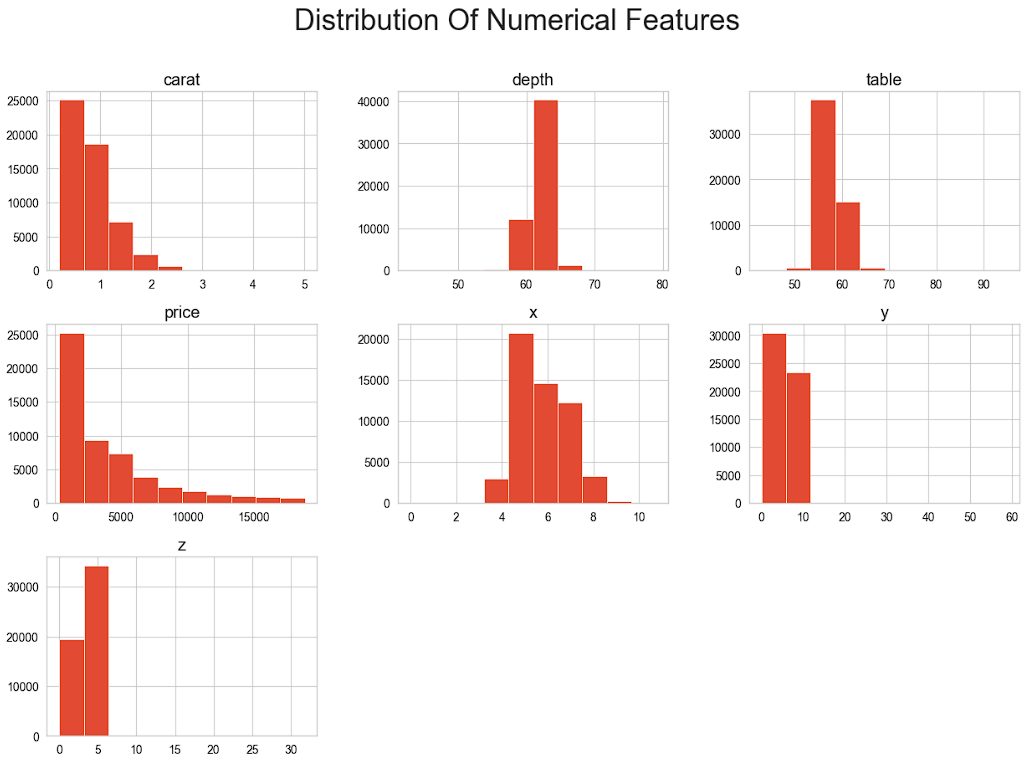 Distribution Of Numerical Features
carat
depth
table
25000
20000
15000
10000
5000
0
0 1 2 3 4 5
40000
30000
20000
10000
0
50 60 70 80
30000
20000
10000
0
50 60 70 80 90
price
x
y
25000
20000
15000
10000
5000
0
0 5000 10000 15000
20000
15000
10000
5000
0
0 2 4 6 8 10
30000
25000
20000
15000
10000
5000
0
0 10 20 30 40 50 60
z
30000
20000
10000
0
0 5 10 15 20 25 30